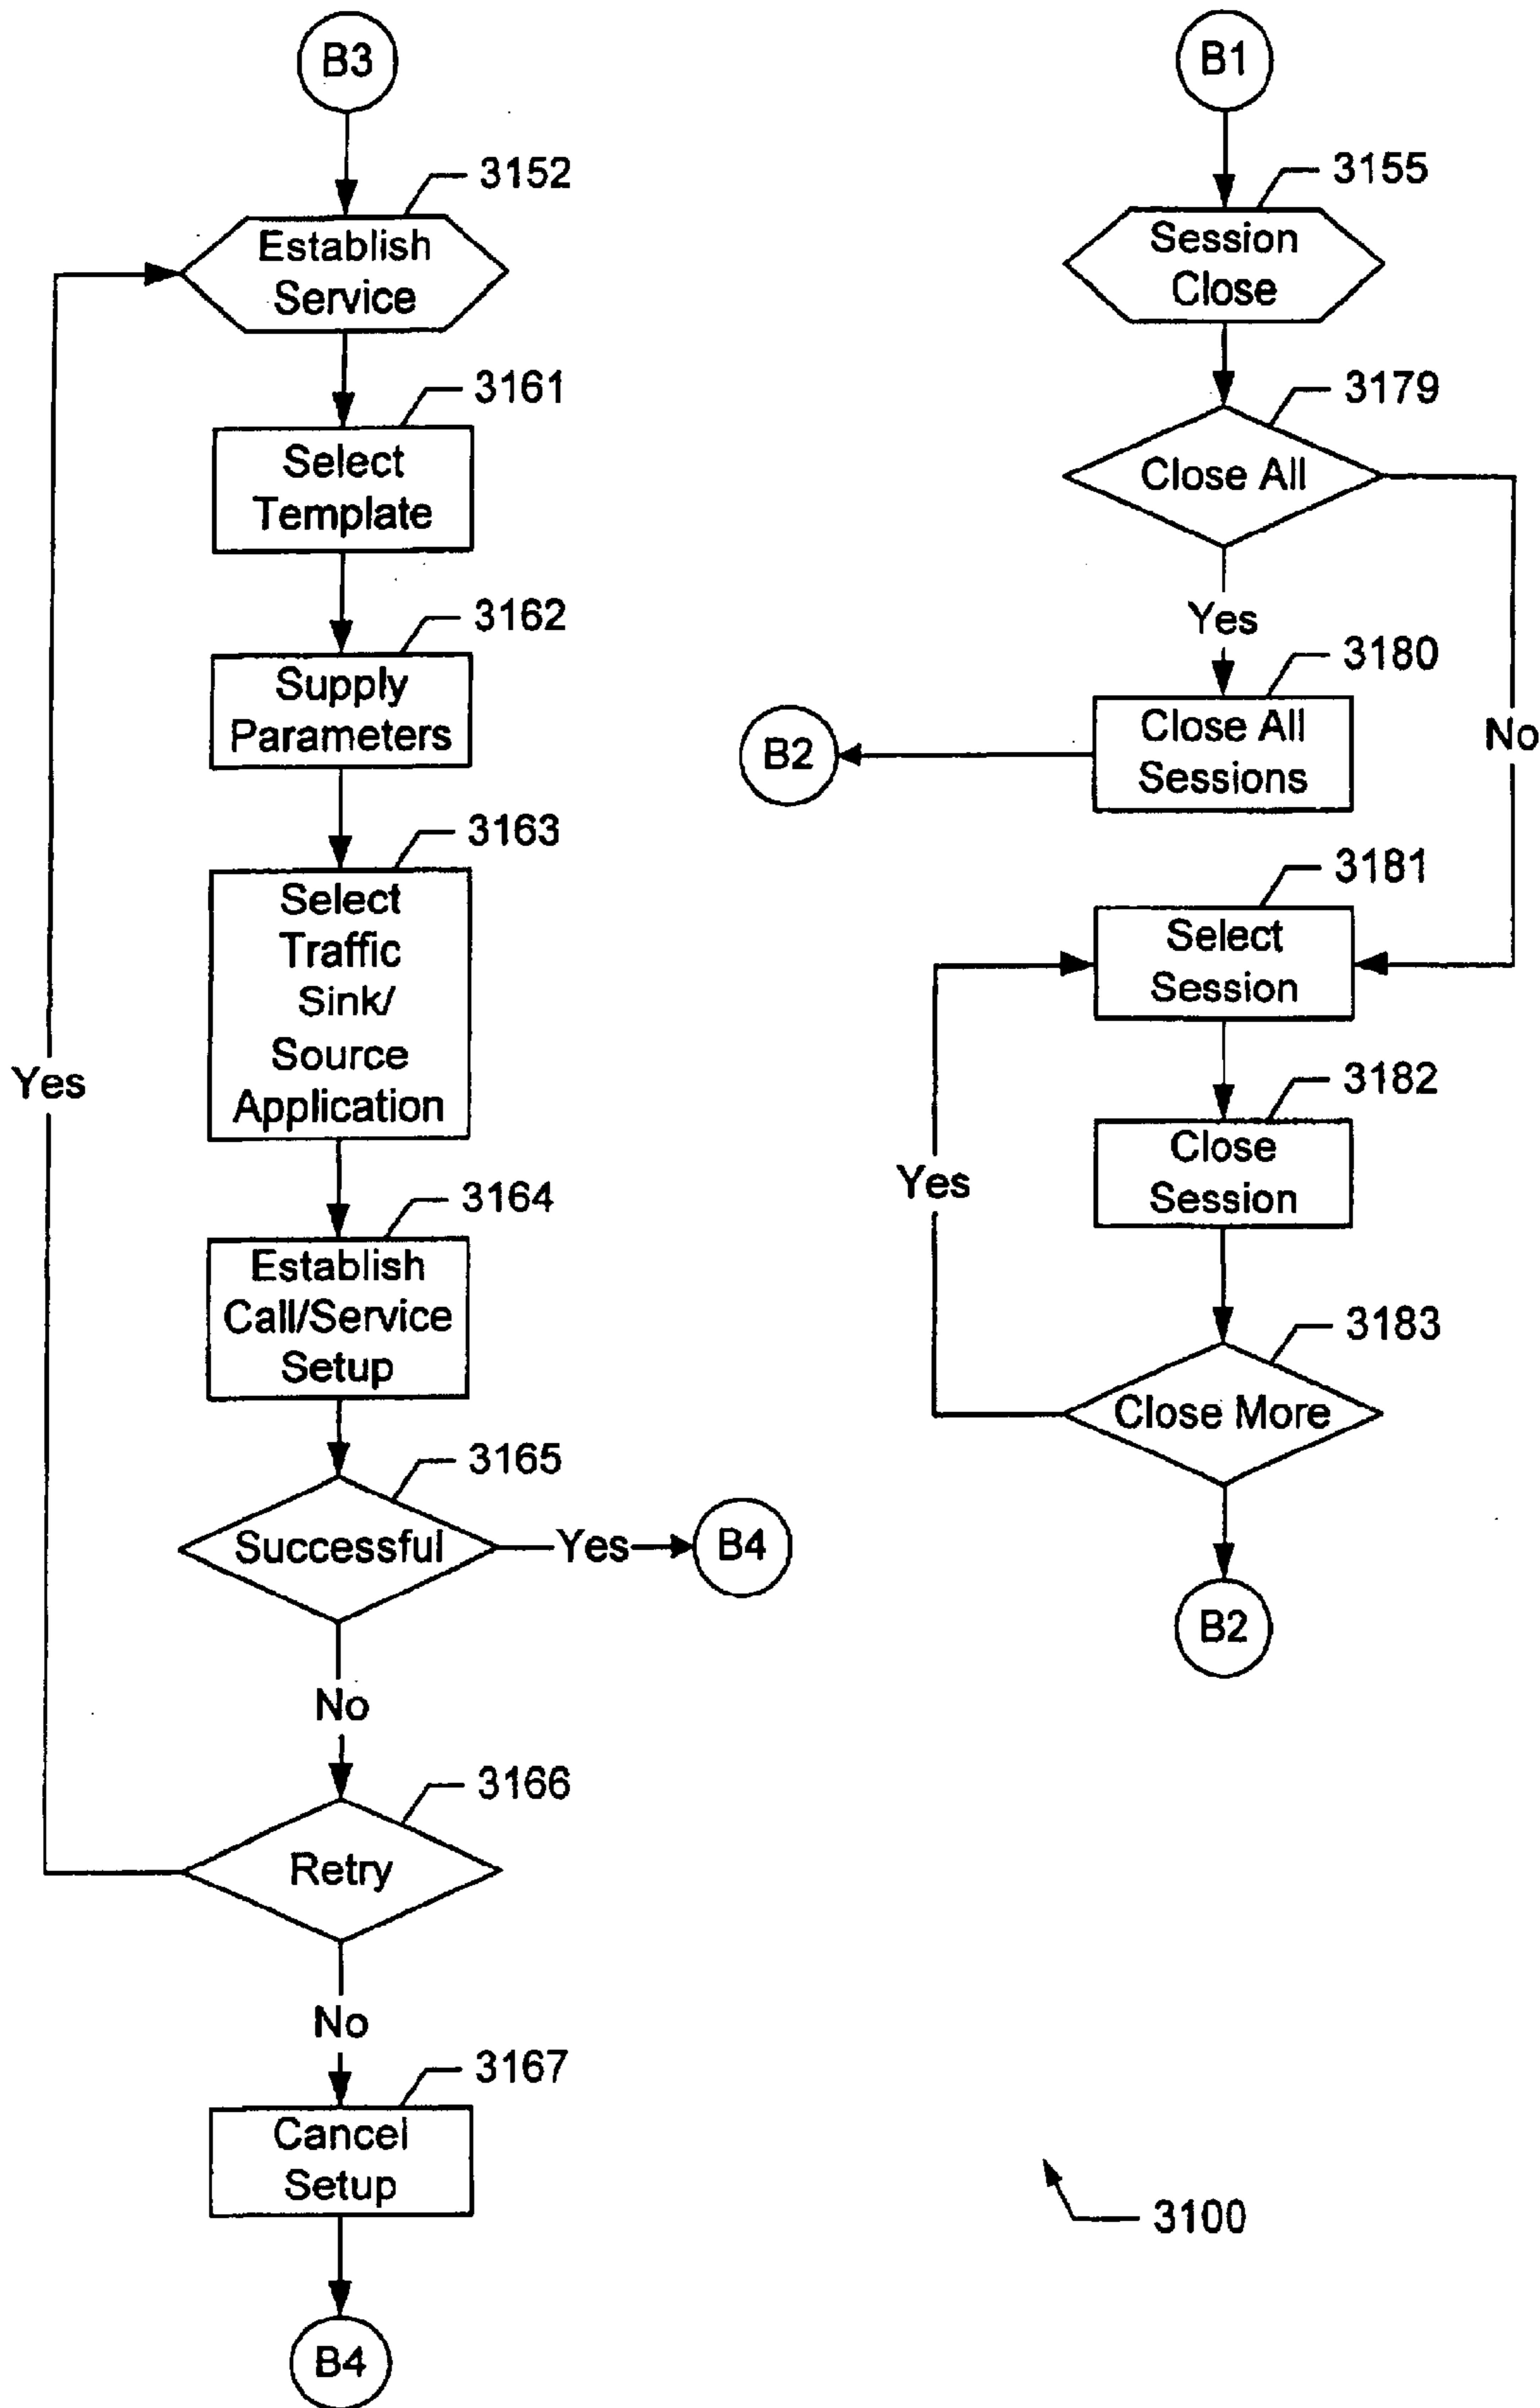 B3
3152
Establish
Service
3161
Select
Template
3162
Supply
Parameters
3163
Select
Traffic
Sink/
Source
Application
Yes
3164
Establish
Call/Service
Setup
3165
Successful
Yes
B4
No
3166
Retry
No
3167
Cancel
Setup
B4
B1
3155
Session
Close
3179
Close All
Yes
No
3180
Close All
Sessions
B2
3181
Select
Session
3182
Close
Session
Yes
3183
Close More
B2
3100